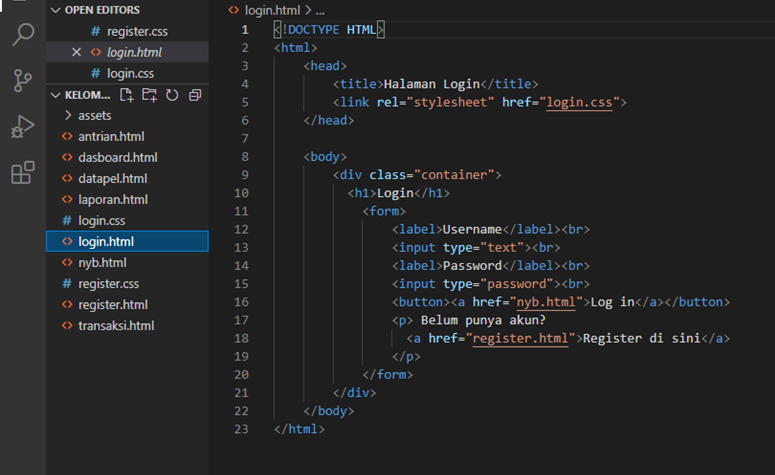 OPEN EDITORS
# register.css
<> login.html
# login.css
KELOM...
assets
<> antrian.html
<> dasboard.html
<> datapel.html
<> laporan.html
# login.css
<> login.html
<> nyb.html
# register.css
<> register.html
<> transaksi.html
<> login.html > ...
1 <!DOCTYPE HTML>
2 <html>
3 <head>
4 <title>Halaman Login</title>
5 <link rel="stylesheet" href="login.css">
6 </head>
7
8 <body>
9 <div class="container">
10 <h1>Login</h1>
11 <form>
12 <label>Username</label><br>
13 <input type="text"><br>
14 <label>Password</label><br>
15 <input type="password"><br>
16 <button><a href="nyb.html">Log in</a></button>
17 <p> Belum punya akun?
18 <a href="register.html">Register di sini</a>
19 </p>
20 </form>
21 </div>
22 </body>
23 </html>